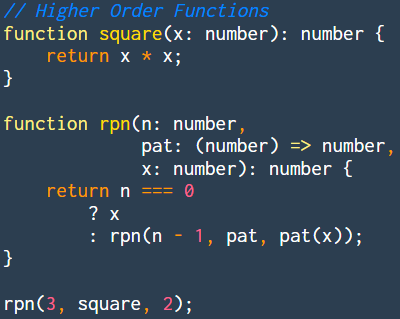 // Higher Order Functions
function square(x: number): number {
    return x * x;
}

function rpn(n: number,
             pat: (number) => number,
             x: number): number {
    return n === 0
        ? x
        : rpn(n - 1, pat, pat(x));
}

rpn(3, square, 2);